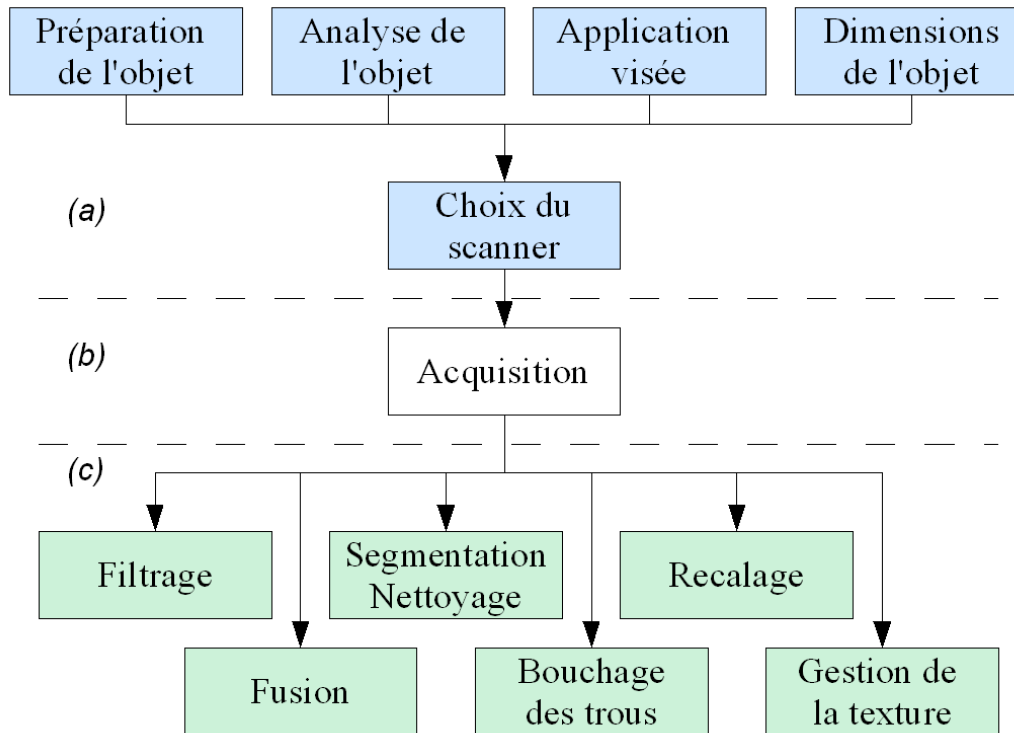 Préparation
de l'objet
Analyse de
l'objet
Application
visée
Dimensions
de l'objet
(a)
Choix du
scanner
(b)
Acquisition
(c)
Filtrage
Segmentation
Nettoyage
Recalage
Fusion
Bouchage
des trous
Gestion de
la texture